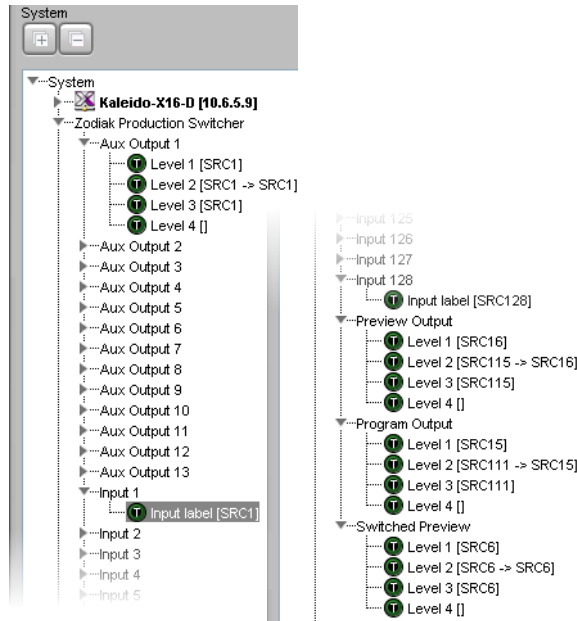 System
System
Kaleido-X16-D [10.6.5.9]
Zodiak Production Switcher
Aux Output 1
T Level 1 [SRC1]
T Level 2 [SRC1 -> SRC1]
T Level 3 [SRC1]
T Level 4 []
Aux Output 2
Aux Output 3
Aux Output 4
Aux Output 5
Aux Output 6
Aux Output 7
Aux Output 8
Aux Output 9
Aux Output 10
Aux Output 11
Aux Output 12
Aux Output 13
Input 1
T Input label [SRC1]
Input 2
Input 3
Input 4
Input 5
Input 125
Input 126
Input 127
Input 128
T Input label [SRC128]
Preview Output
T Level 1 [SRC16]
T Level 2 [SRC115 -> SRC16]
T Level 3 [SRC115]
T Level 4 []
Program Output
T Level 1 [SRC15]
T Level 2 [SRC111 -> SRC15]
T Level 3 [SRC111]
T Level 4 []
Switched Preview
T Level 1 [SRC6]
T Level 2 [SRC6 -> SRC6]
T Level 3 [SRC6]
T Level 4 []